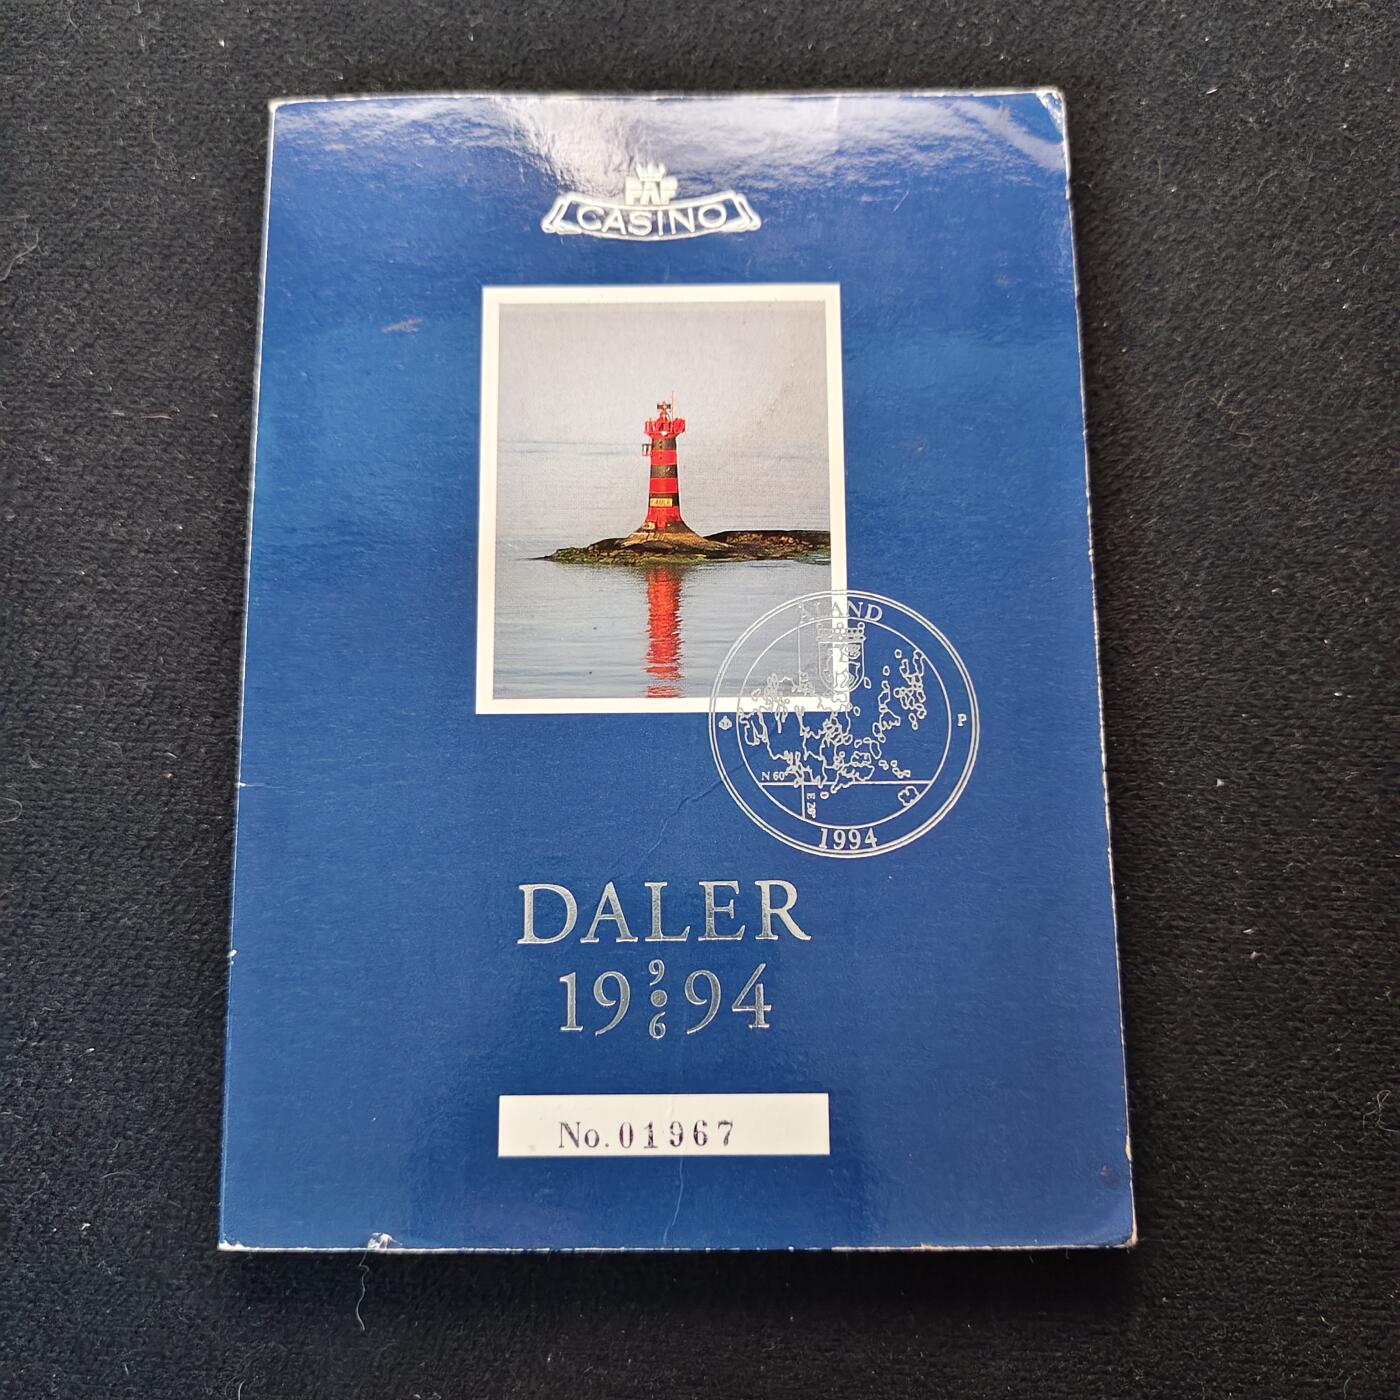 PAF
CASINO
ÅLAND
P
N 60°
E 20°
1994
DALER
19 9•6 94
No. 01967